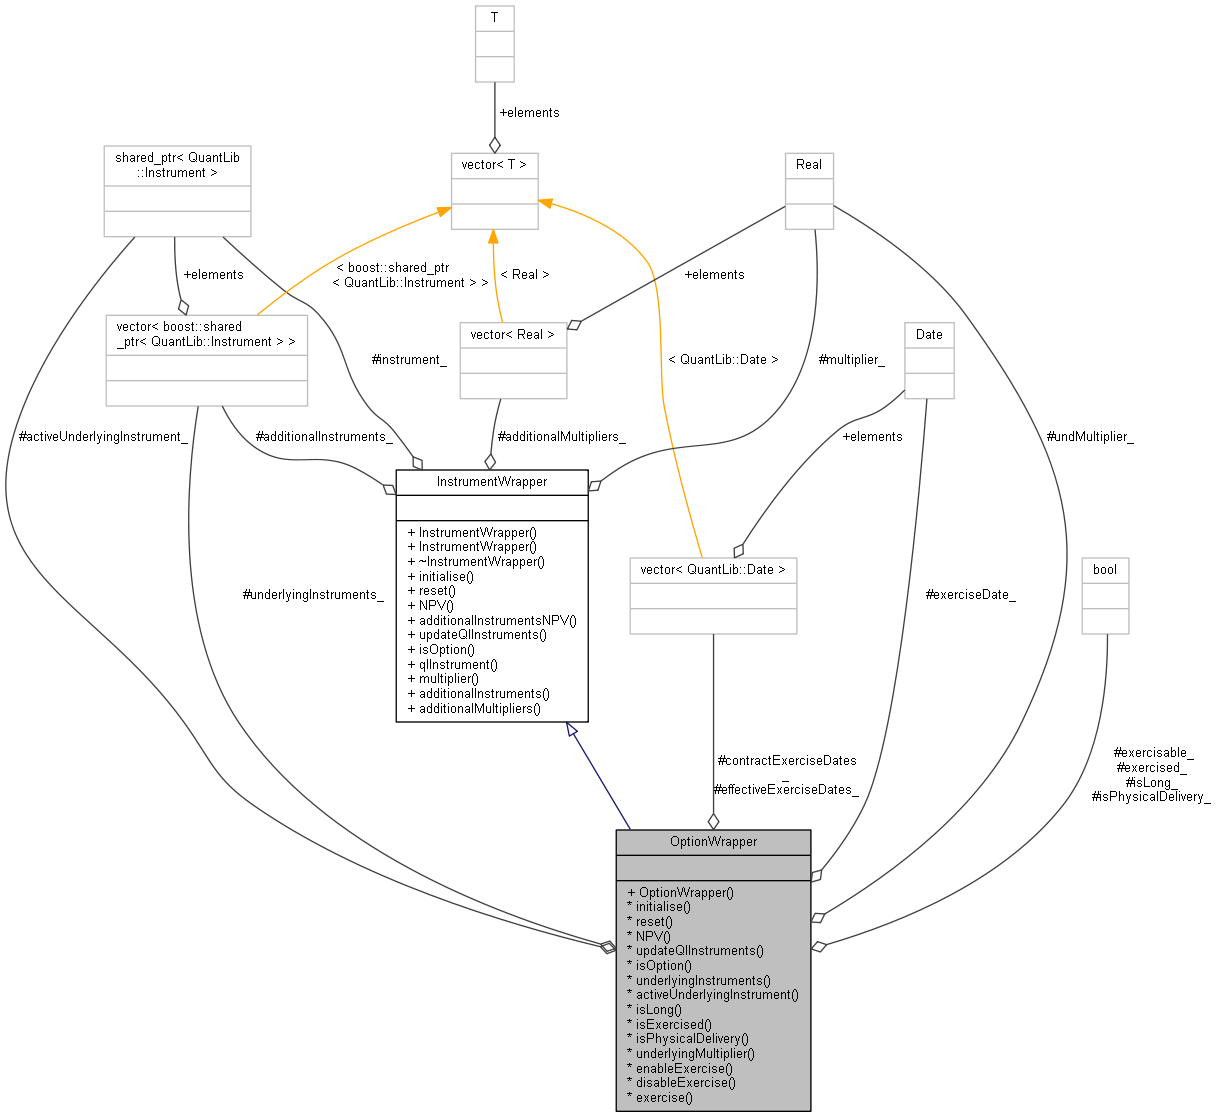 T
+elements
shared_ptr< QuantLib
::Instrument >
vector< T >
Real
< boost::shared_ptr
< QuantLib::Instrument > >
< Real >
+elements
+elements
vector< boost::shared
_ptr< QuantLib::Instrument > >
vector< Real >
Date
#instrument_
< QuantLib::Date >
#multiplier_
#activeUnderlyingInstrument_
#additionalInstruments_
#additionalMultipliers_
+elements
#undMultiplier_
InstrumentWrapper
+ InstrumentWrapper()
+ InstrumentWrapper()
+ ~InstrumentWrapper()
+ initialise()
+ reset()
+ NPV()
+ additionalInstrumentsNPV()
+ updateQlInstruments()
+ isOption()
+ qlInstrument()
+ multiplier()
+ additionalInstruments()
+ additionalMultipliers()
vector< QuantLib::Date >
bool
#underlyingInstruments_
#exerciseDate_
#contractExerciseDates
_
#effectiveExerciseDates_
#exercisable_
#exercised_
#isLong_
#isPhysicalDelivery_
OptionWrapper
+ OptionWrapper()
* initialise()
* reset()
* NPV()
* updateQlInstruments()
* isOption()
* underlyingInstruments()
* activeUnderlyingInstrument()
* isLong()
* isExercised()
* isPhysicalDelivery()
* underlyingMultiplier()
* enableExercise()
* disableExercise()
* exercise()